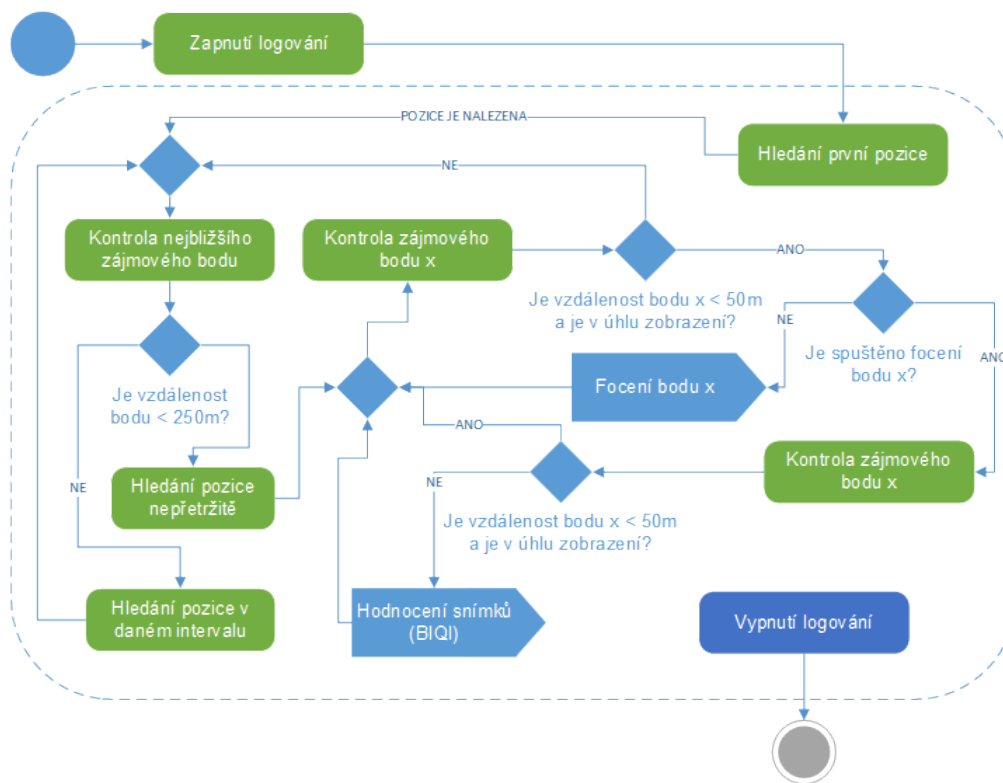 Zapnutí logování
POZICE JE NALEZENA
Hledání první pozice
NE
Kontrola nejbližšího
zájmového bodu
Kontrola zájmového
bodu x
ANO
Je vzdálenost bodu x < 50m
a je v úhlu zobrazení?
NE
Je spuštěno focení
bodu x?
ANO
Je vzdálenost
bodu < 250m?
Focení bodu x
ANO
Kontrola zájmového
bodu x
NE
Hledání pozice
nepřetržitě
NE
Je vzdálenost bodu x < 50m
a je v úhlu zobrazení?
Hledání pozice v
daném intervalu
Hodnocení snímků
(BIQI)
Vypnutí logování